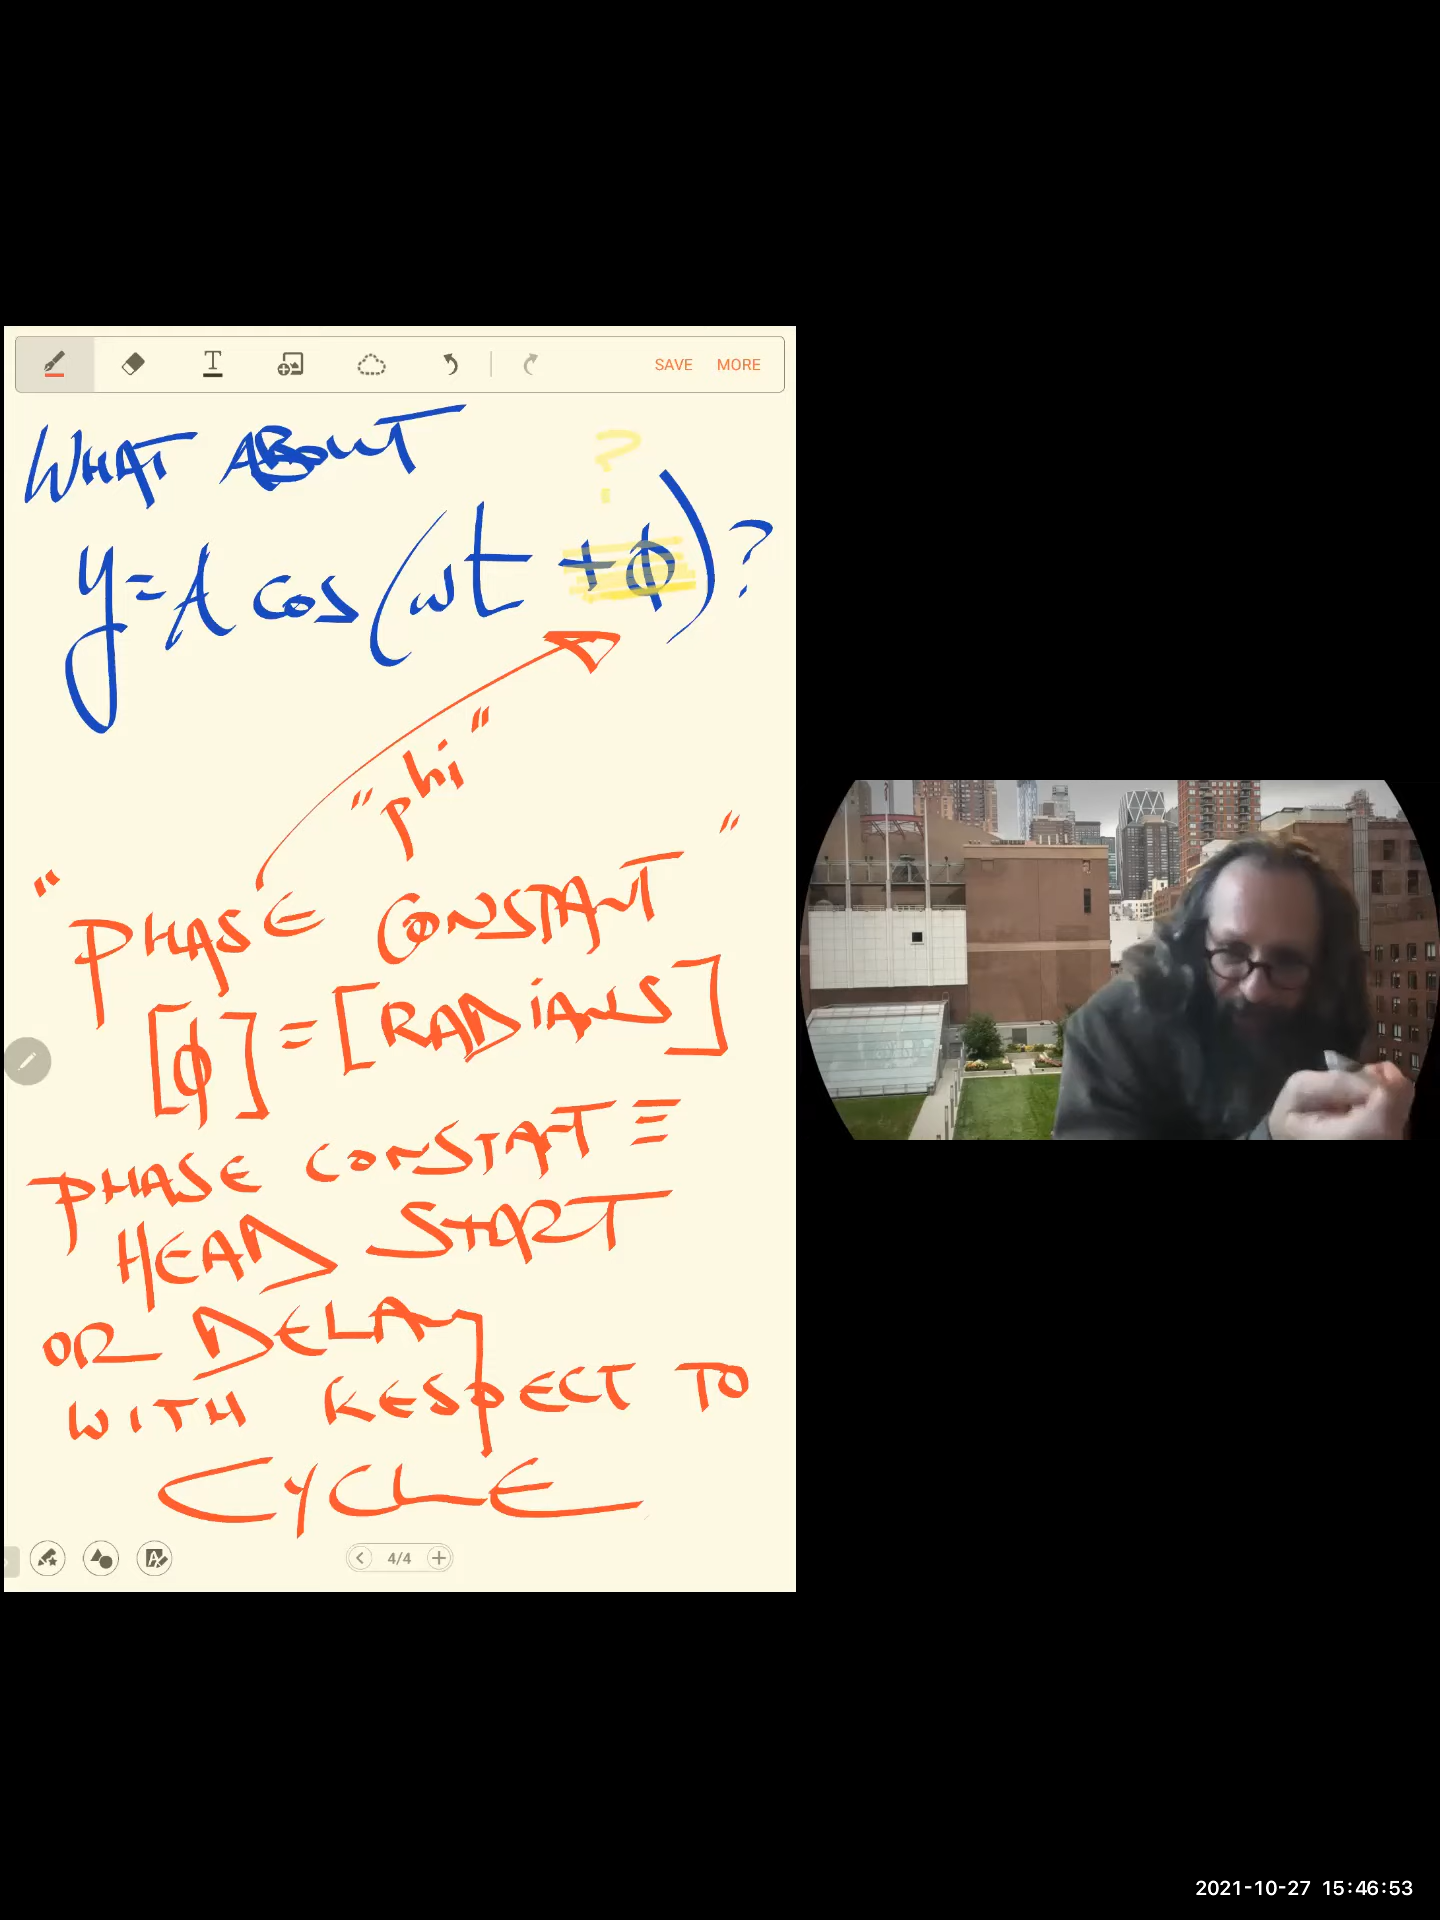 SAVE MORE
WHAT ABOUT
?
y = A cos(ωt + ϕ)?
"phi"
"PHASE CONSTANT"
[ϕ] = [RADIANS]
PHASE CONSTANT ≡
HEAD START
OR DELAY
WITH RESPECT TO
CYCLE
4/4
2021-10-27 15:46:53